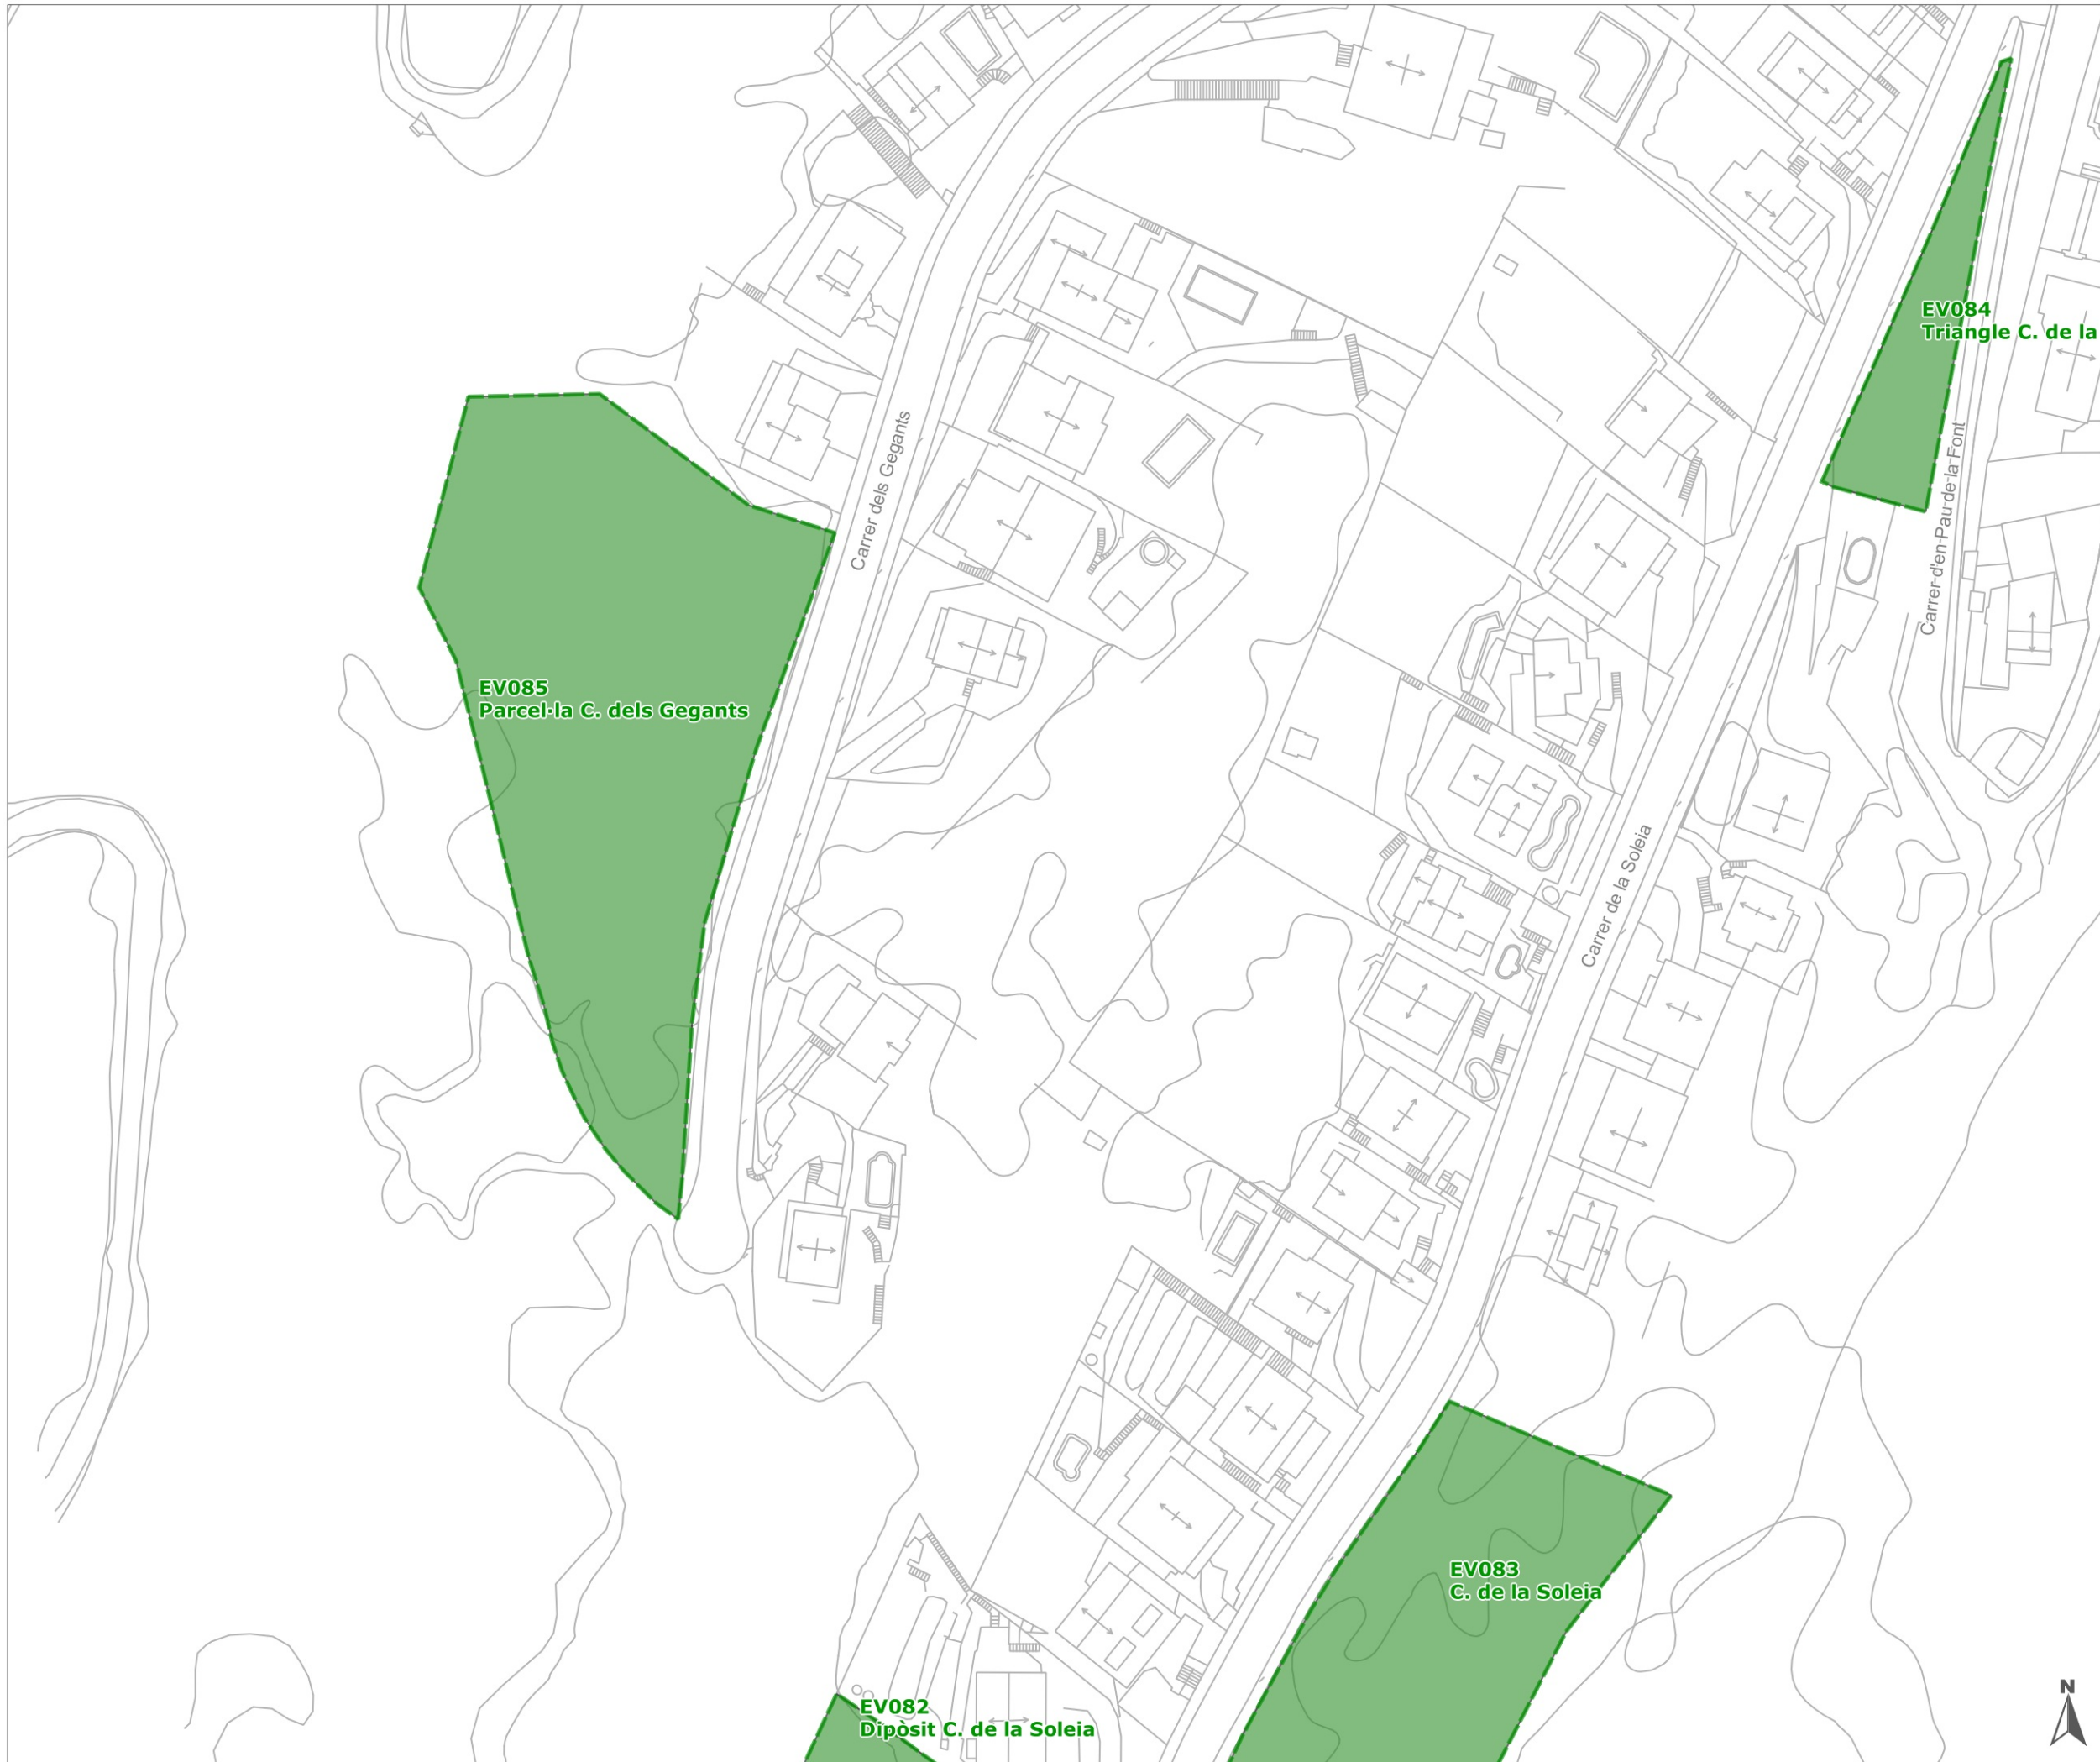 EV084
Triangle C. de la
Carrer dels Gegants
Carrer d'en Pau de la Font
EV085
Parcel·la C. dels Gegants
Carrer de la Soleia
EV083
C. de la Soleia
EV082
Dipòsit C. de la Soleia
N